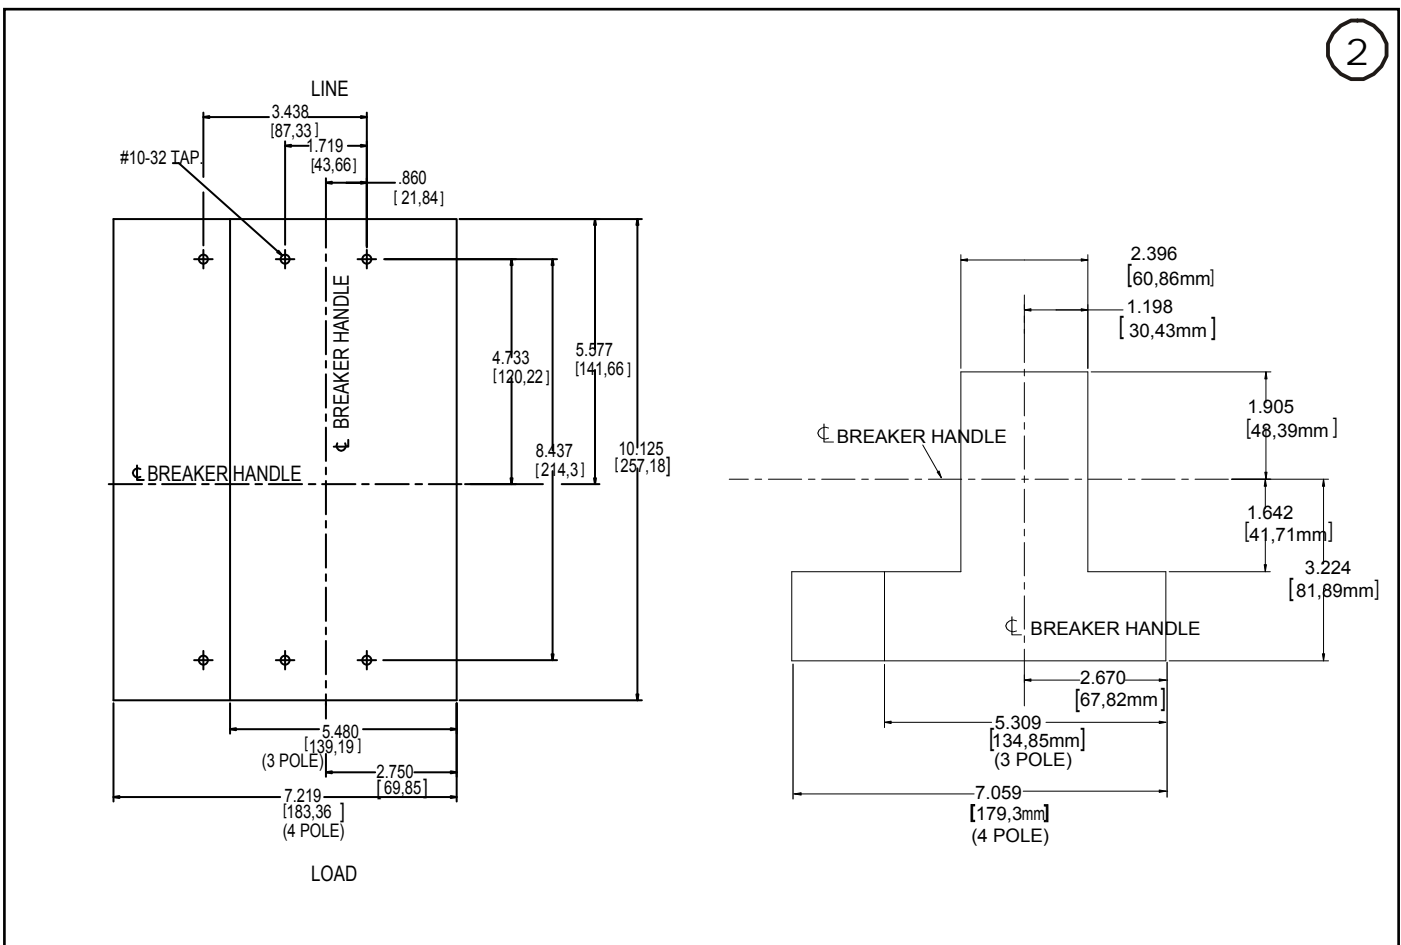 2
LINE
3.438
[87,33]
1.719
[43,66]
#10-32 TAP.
.860
[21,84]
℄ BREAKER HANDLE
℄ BREAKER HANDLE
4.733
[120,22]
5.577
[141,66]
8.437
[214,3]
10.125
[257,18]
5.480
[139,19]
(3 POLE)
2.750
[69,85]
7.219
[183,36]
(4 POLE)
LOAD
2.396
[60,86mm]
1.198
[30,43mm]
℄ BREAKER HANDLE
1.905
[48,39mm]
1.642
[41,71mm]
3.224
[81,89mm]
℄ BREAKER HANDLE
2.670
[67,82mm]
5.309
[134,85mm]
(3 POLE)
7.059
[179,3mm]
(4 POLE)